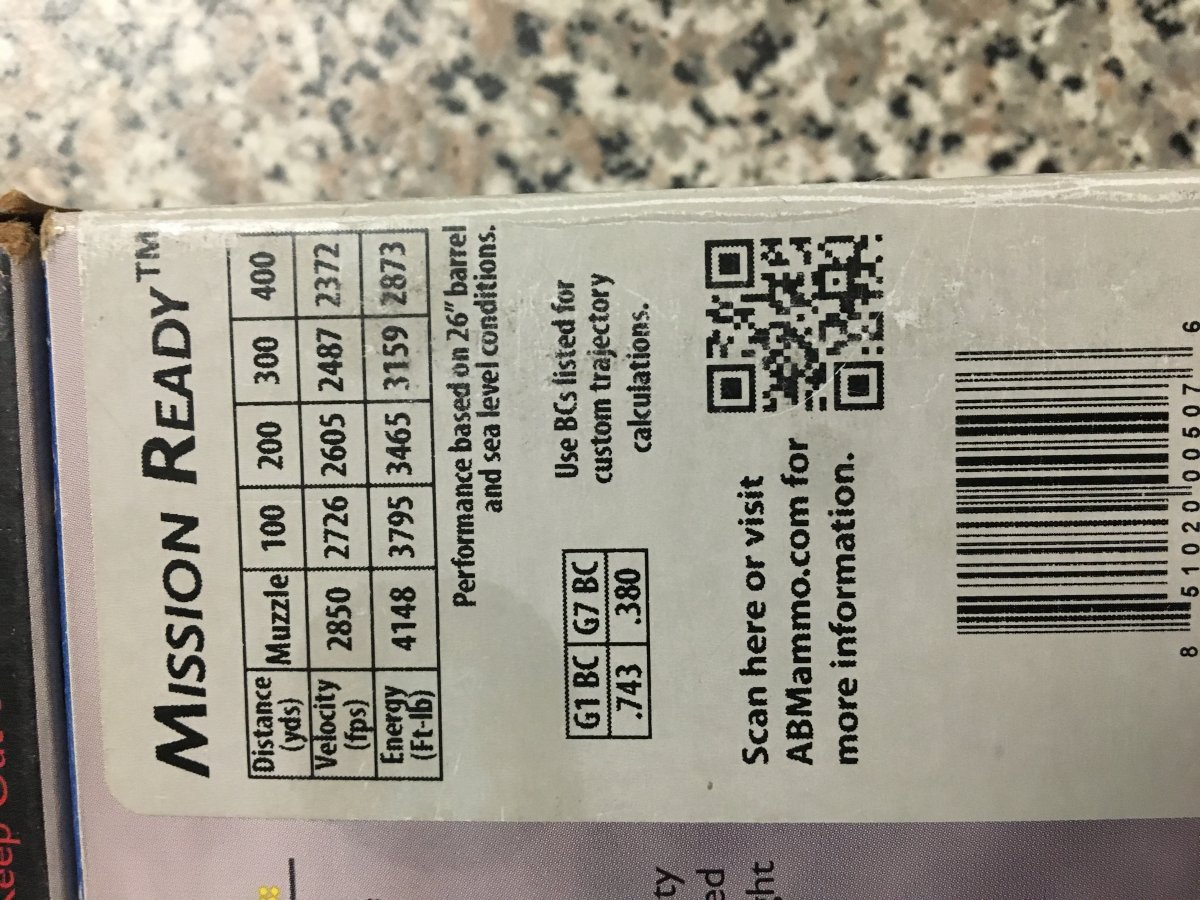 MISSION READY™
Distance (yds) Muzzle 100 200 300 400
Velocity (fps) 2850 2726 2605 2487 2372
Energy (Ft-lb) 4148 3795 3465 3159 2873
Performance based on 26" barrel
and sea level conditions.
G1 BC G7 BC
.743 .380
Use BCs listed for
custom trajectory
calculations.
Scan here or visit
ABMammo.com for
more information.
8 51020 00507 6
ty
ed
ght